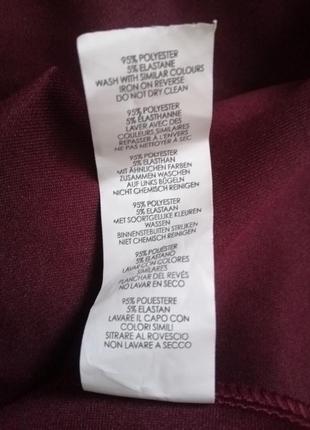 95% POLYESTER
5% ELASTANE
WASH WITH SIMILAR COLOURS
IRON ON REVERSE
DO NOT DRY CLEAN
95% POLYESTER
5% ELASTHANNE
LAVER AVEC DES
COULEURS SIMILAIRES
REPASSER À L'ENVERS
NE PAS NETTOYER À SEC
95% POLYESTER
5% ELASTHAN
MIT ÄHNLICHEN FARBEN
ZUSAMMEN WASCHEN
AUF LINKS BÜGELN
NICHT CHEMISCH REINIGEN
95% POLYESTER
5% ELASTAAN
MET SOORTGELIJKE KLEUREN
WASSEN
BINNENSTEBUITEN STRIJKEN
NIET CHEMISCH REINIGEN
95% POLIÉSTER
5% ELASTANO
LAVAR CON COLORES
SIMILARES
PLANCHAR DEL REVÉS
NO LAVAR EN SECO
95% POLIESTERE
5% ELASTAN
LAVARE IL CAPO CON
COLORI SIMILI
STIRARE AL ROVESCIO
NON LAVARE A SECCO